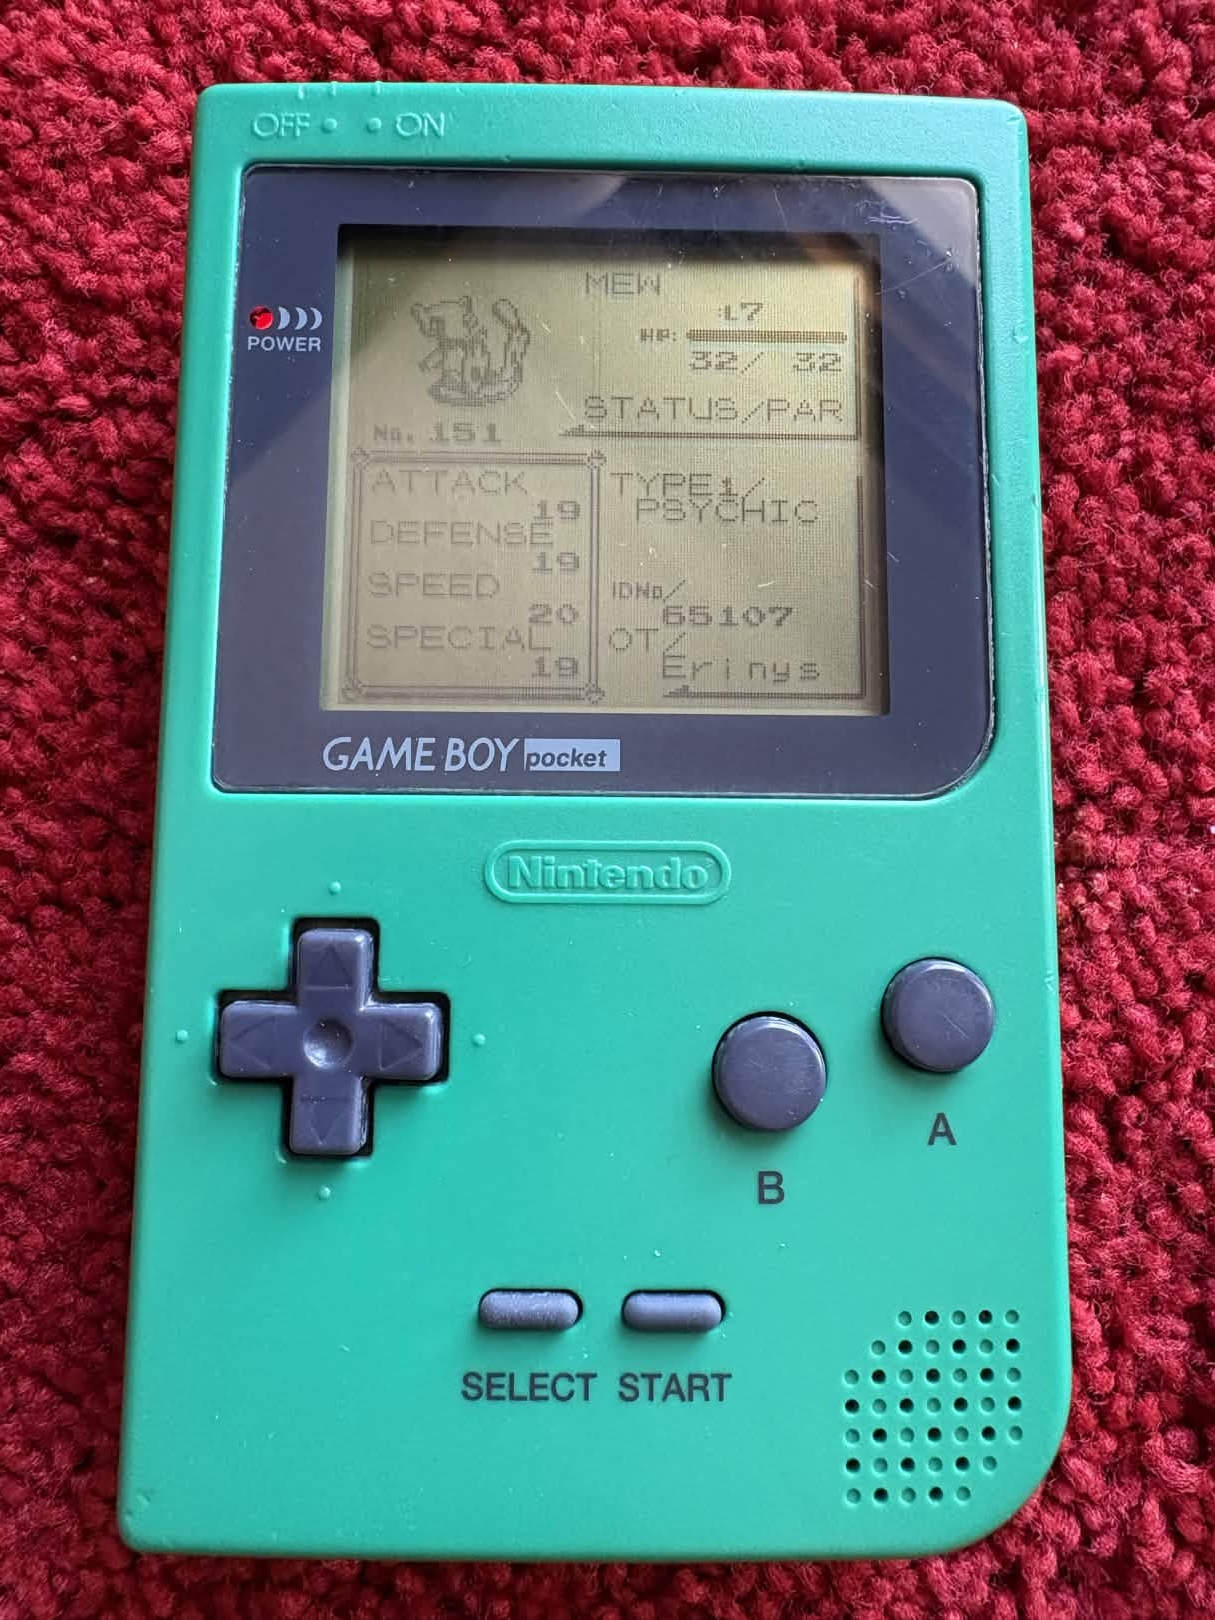 OFF ON
POWER
MEW
:L7
HP:
32/ 32
STATUS/PAR
No. 151
ATTACK
19
DEFENSE
19
SPEED
20
SPECIAL
19
TYPE1/
PSYCHIC
IDNo/
65107
OT/
Erinys
GAME BOY pocket
Nintendo
A
B
SELECT START